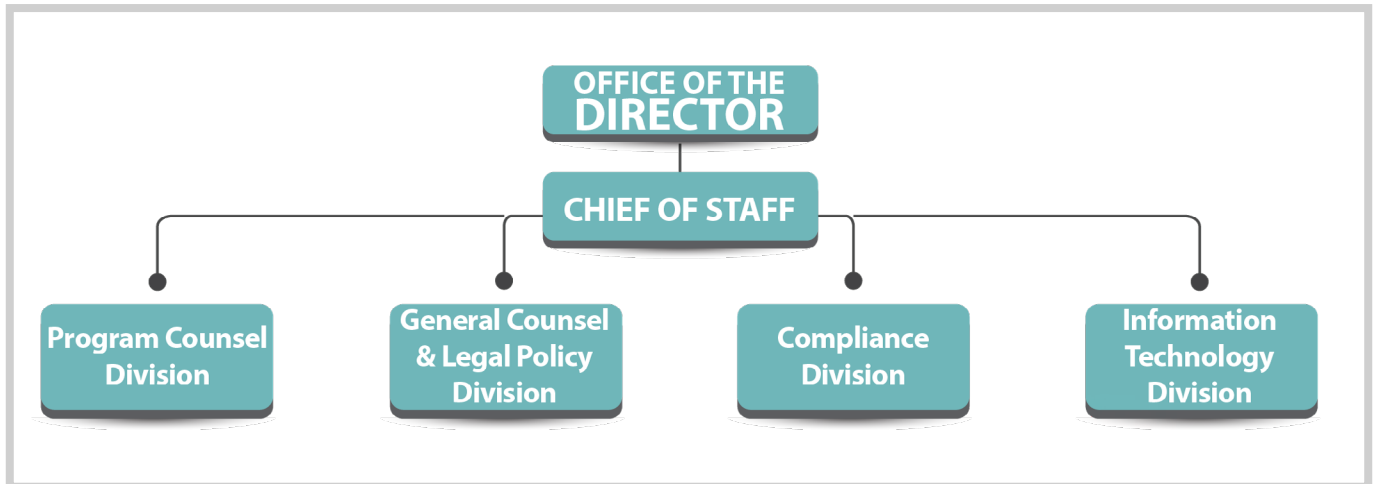 OFFICE OF THE
DIRECTOR
CHIEF OF STAFF
Program Counsel
Division
General Counsel
& Legal Policy
Division
Compliance
Division
Information
Technology
Division